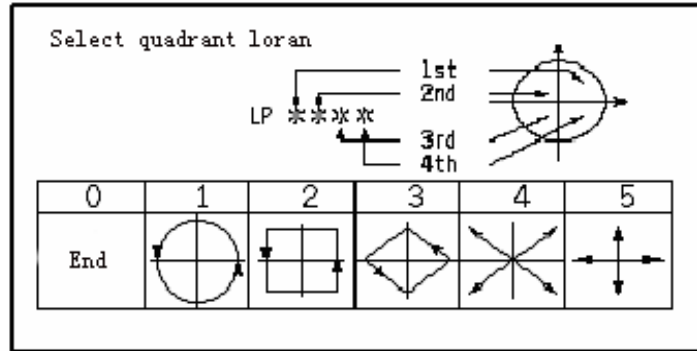 Select quadrant loran
1st
2nd
LP ****
3rd
4th
0 1 2 3 4 5
End